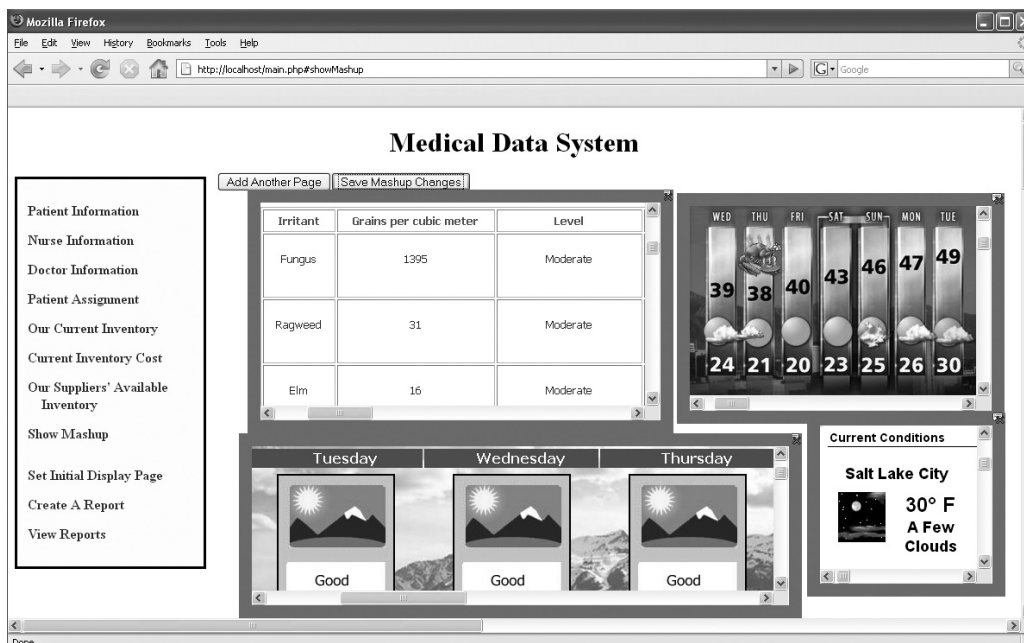 Mozilla Firefox
File Edit View History Bookmarks Tools Help
http://localhost/main.php#showMashup
G Google
Medical Data System
Add Another Page Save Mashup Changes
Patient Information
Nurse Information
Doctor Information
Patient Assignment
Our Current Inventory
Current Inventory Cost
Our Suppliers' Available
Inventory
Show Mashup
Set Initial Display Page
Create A Report
View Reports
Irritant Grains per cubic meter Level
Fungus 1395 Moderate
Ragweed 31 Moderate
Elm 16 Moderate
WED THU FRI SAT SUN MON TUE
39 38 40 43 46 47 49
24 21 20 23 25 26 30
Tuesday Wednesday Thursday
Good Good Good
Current Conditions
Salt Lake City
30° F
A Few
Clouds
Done